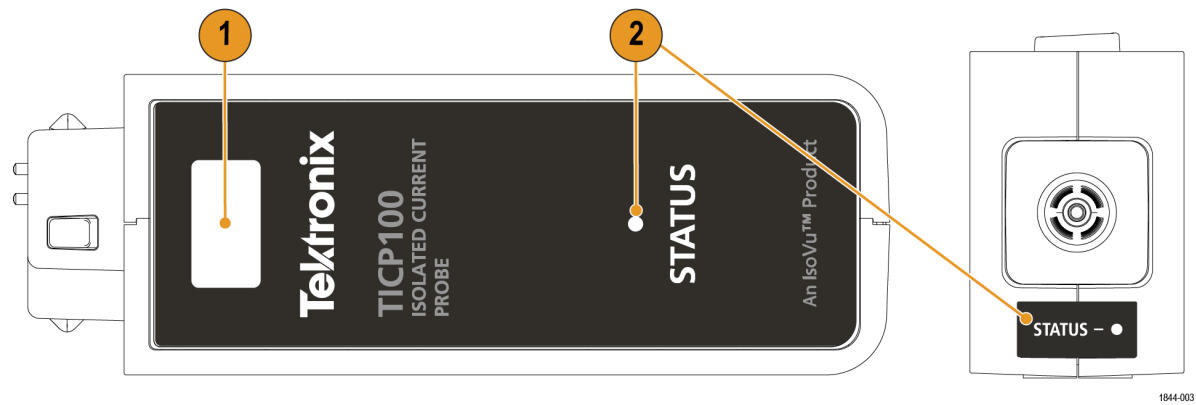 1
2
Tektronix
TICP100
ISOLATED CURRENT
PROBE
STATUS
An IsoVu™ Product
STATUS –
1844-003